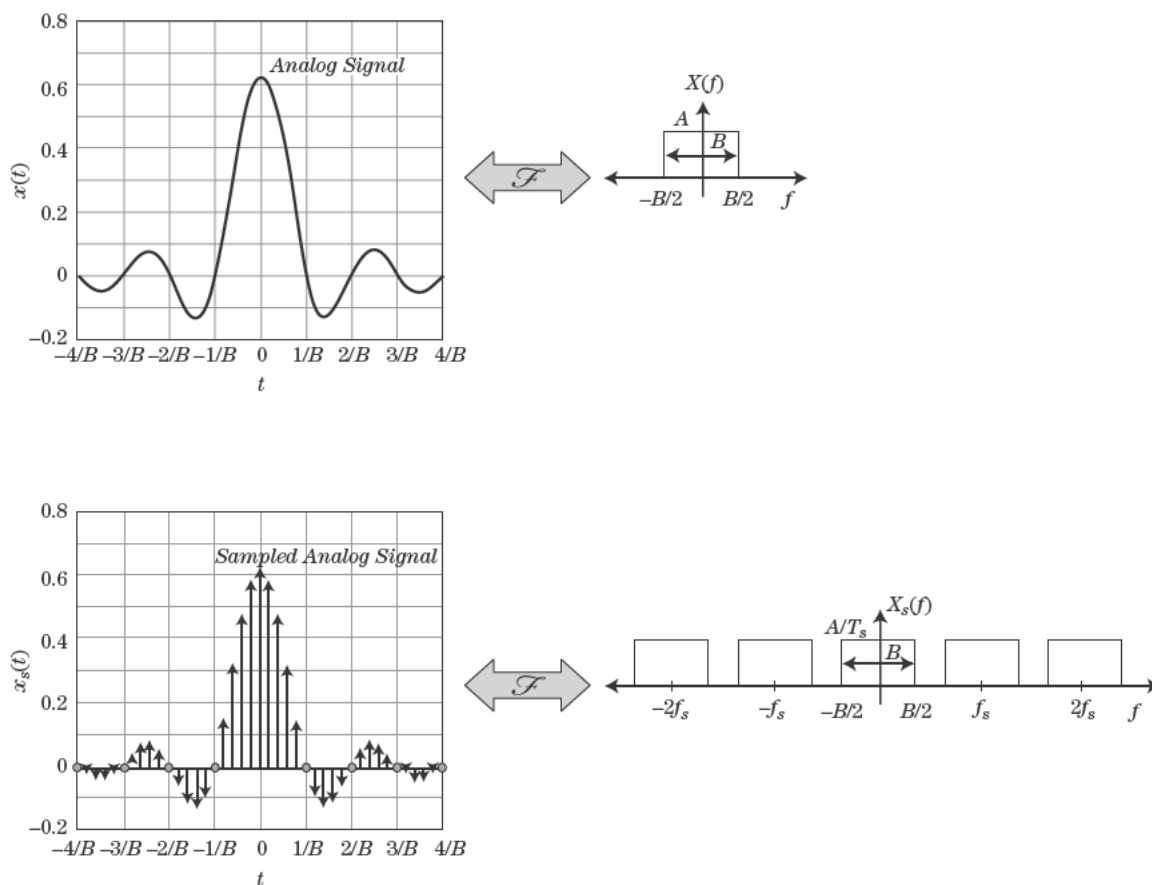 0.8
0.6
0.4
0.2
0
−0.2
x(t)
Analog Signal
−4/B −3/B −2/B −1/B 0 1/B 2/B 3/B 4/B
t
ℱ
X(f)
A
B
−B/2 B/2 f
0.8
0.6
0.4
0.2
0
−0.2
xₛ(t)
Sampled Analog Signal
−4/B −3/B −2/B −1/B 0 1/B 2/B 3/B 4/B
t
ℱ
Xₛ(f)
A/Tₛ
B
−2fₛ −fₛ −B/2 B/2 fₛ 2fₛ f